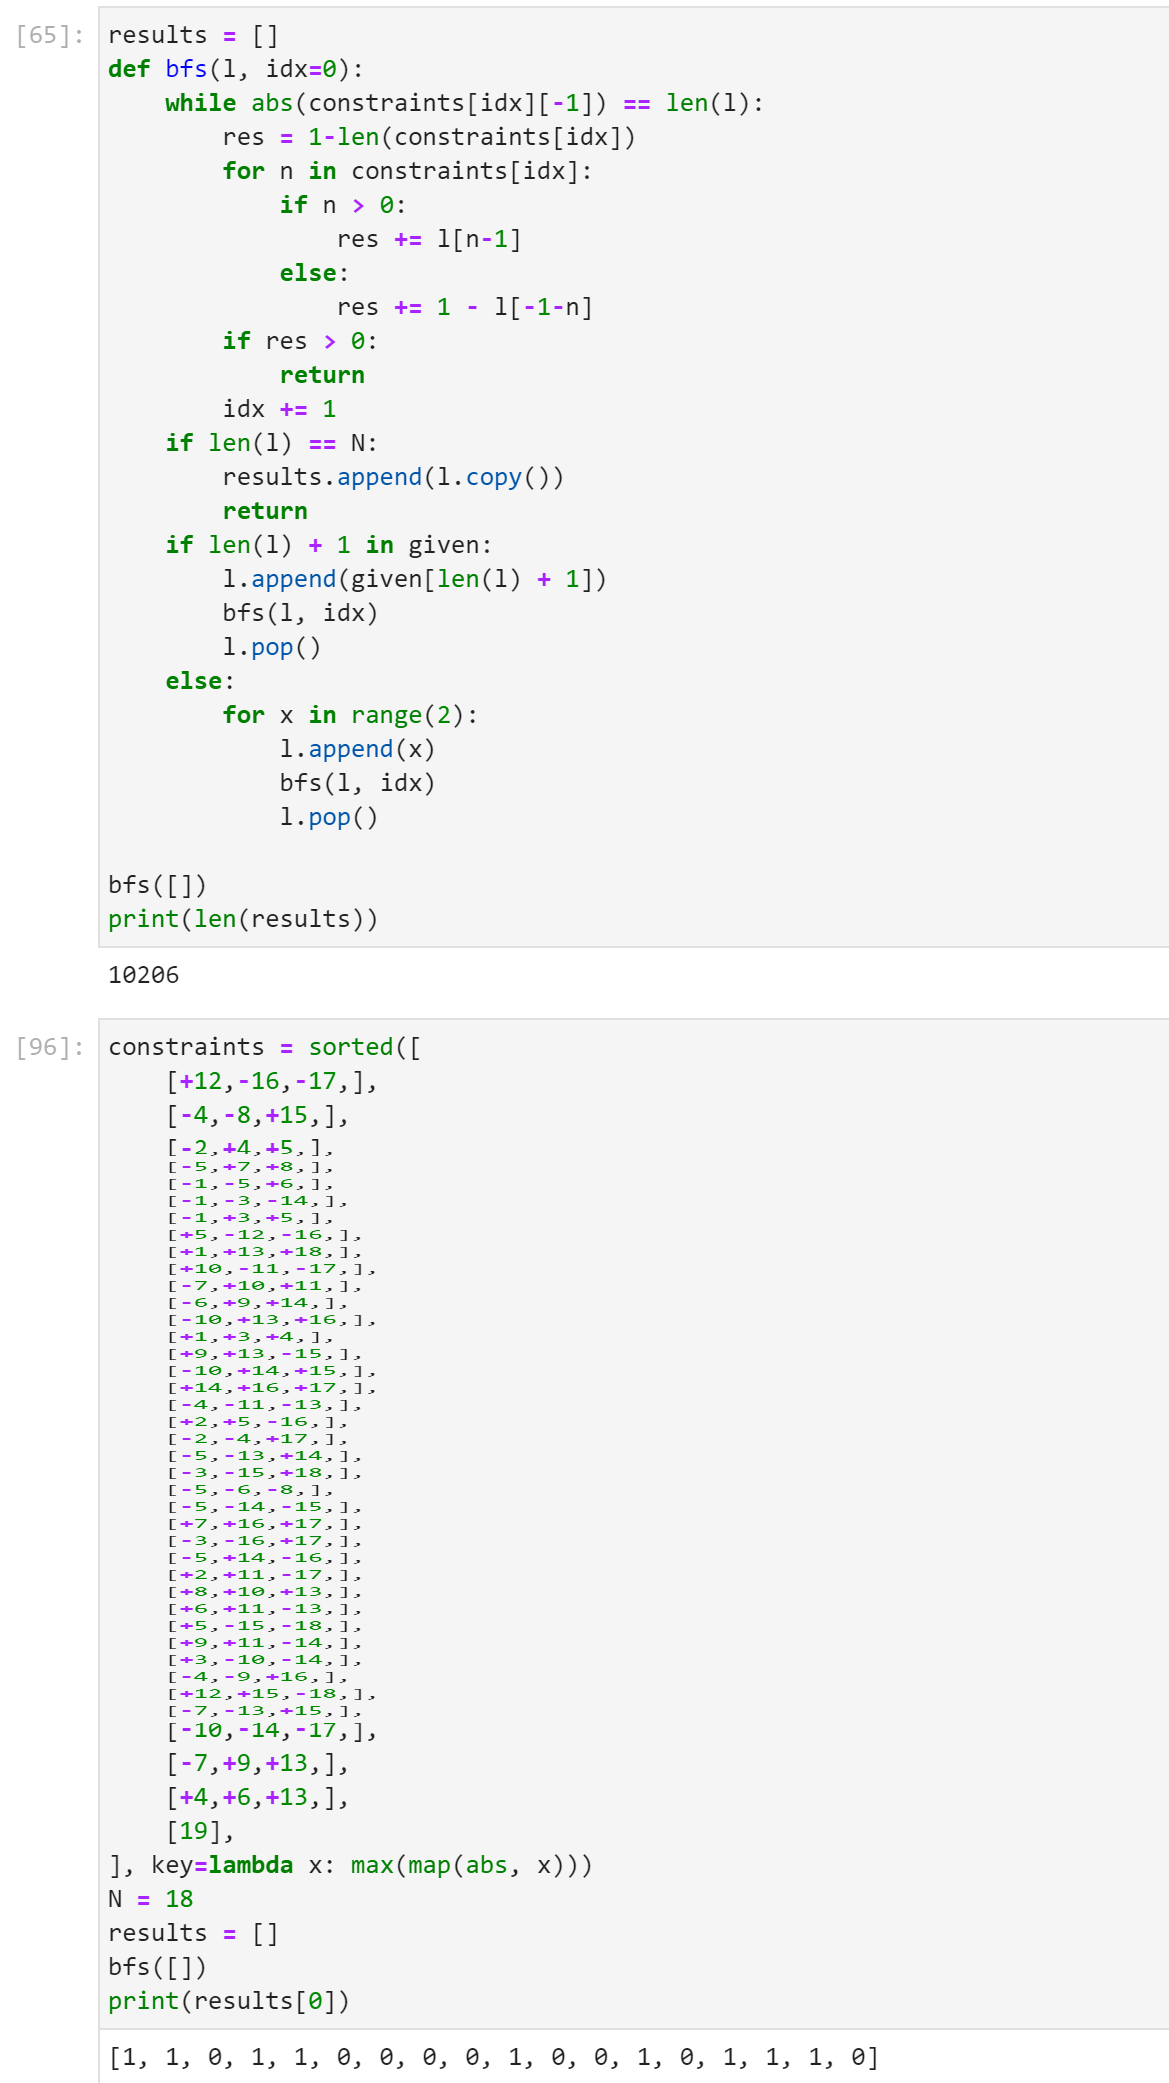 [65]: results = []
def bfs(l, idx=0):
    while abs(constraints[idx][-1]) == len(l):
        res = 1-len(constraints[idx])
        for n in constraints[idx]:
            if n > 0:
                res += l[n-1]
            else:
                res += 1 - l[-1-n]
        if res > 0:
            return
        idx += 1
    if len(l) == N:
        results.append(l.copy())
        return
    if len(l) + 1 in given:
        l.append(given[len(l) + 1])
        bfs(l, idx)
        l.pop()
    else:
        for x in range(2):
            l.append(x)
            bfs(l, idx)
            l.pop()
bfs([])
print(len(results))
10206
[96]: constraints = sorted([
    [+12,-16,-17,],
    [-4,-8,+15,],
    [-2,+4,+5,],
    [-5,+7,+8,],
    [-1,-5,+6,],
    [-1,-3,-14,],
    [-1,+3,+5,],
    [+5,-12,-16,],
    [+1,+13,+18,],
    [+10,-11,-17,],
    [-7,+10,+11,],
    [-6,+9,+14,],
    [-10,+13,+16,],
    [+1,+3,+4,],
    [+9,+13,-15,],
    [-10,+14,+15,],
    [+14,+16,+17,],
    [-4,-11,-13,],
    [+2,+5,-16,],
    [-2,-4,+17,],
    [-5,-13,+14,],
    [-3,-15,+18,],
    [-5,-6,-8,],
    [-5,-14,-15,],
    [+7,+16,+17,],
    [-3,-16,+17,],
    [-5,+14,-16,],
    [+2,+11,-17,],
    [+8,+10,+13,],
    [+6,+11,-13,],
    [+5,-15,-18,],
    [+9,+11,-14,],
    [+3,-10,-14,],
    [-4,-9,+16,],
    [+12,+15,-18,],
    [-7,-13,+15,],
    [-10,-14,-17,],
    [-7,+9,+13,],
    [+4,+6,+13,],
    [19],
], key=lambda x: max(map(abs, x)))
N = 18
results = []
bfs([])
print(results[0])
[1, 1, 0, 1, 1, 0, 0, 0, 0, 1, 0, 0, 1, 0, 1, 1, 1, 0]